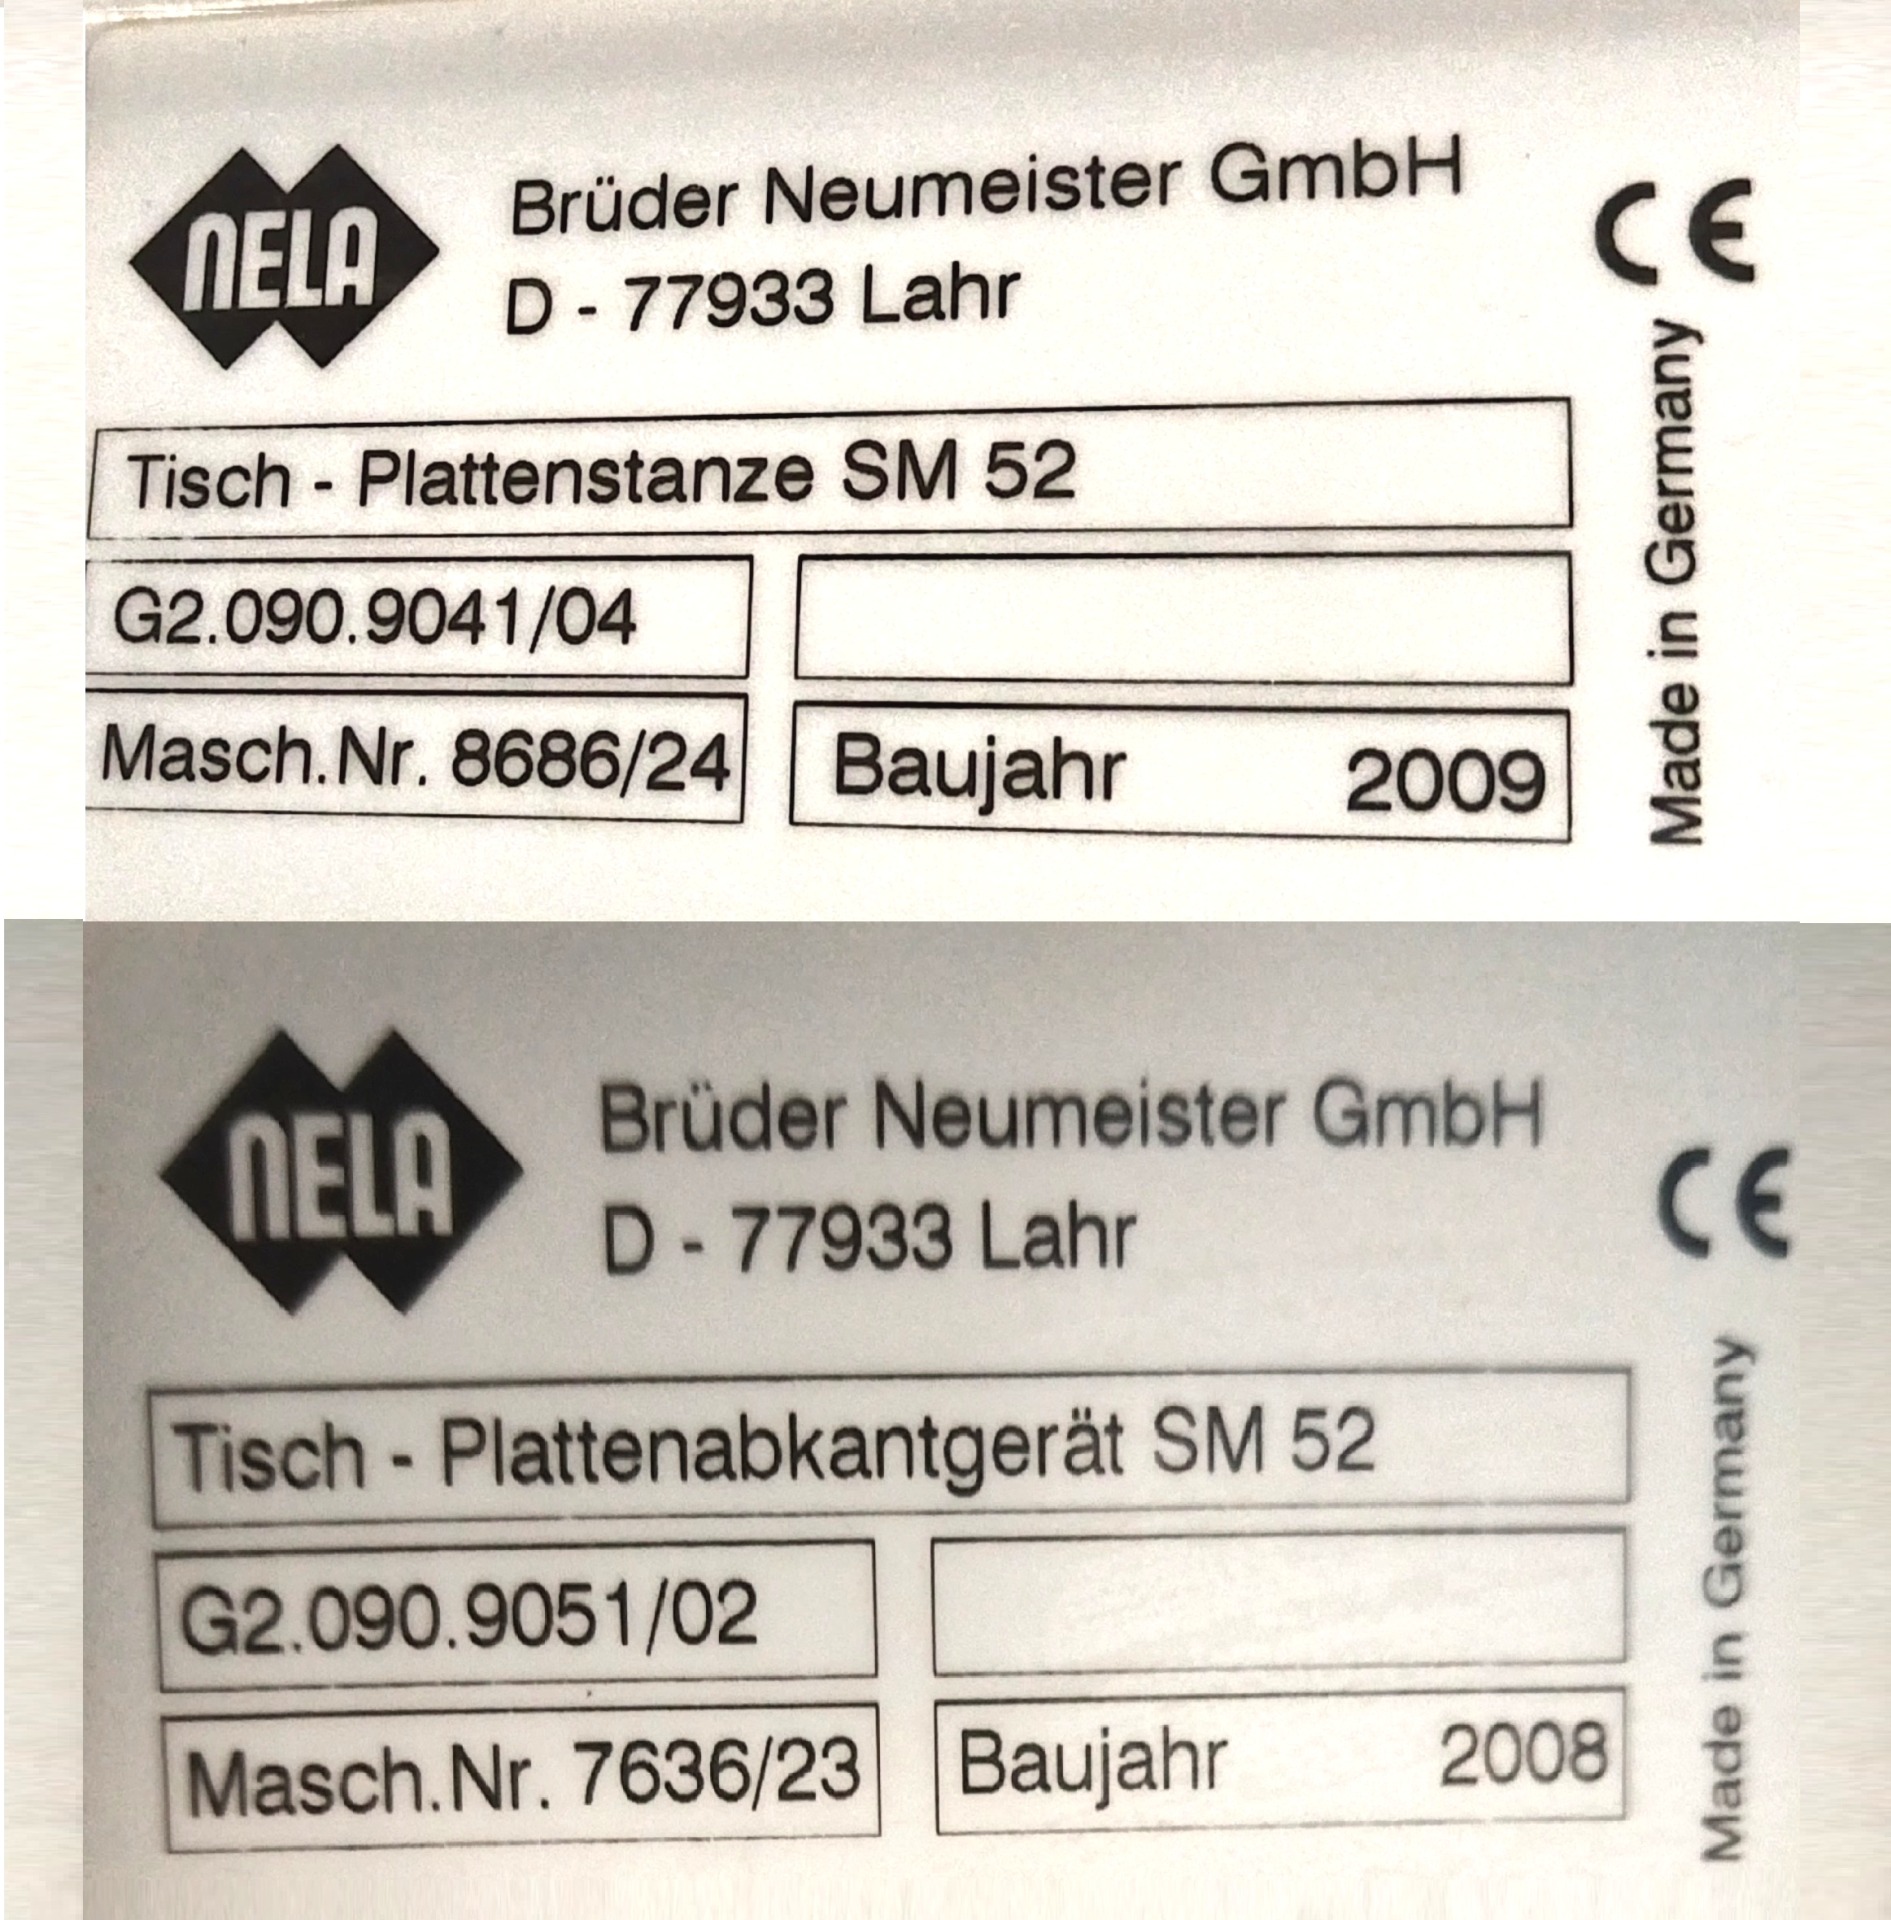 NELA
Brüder Neumeister GmbH
D - 77933 Lahr
CE
Made in Germany
Tisch - Plattenstanze SM 52
G2.090.9041/04
Masch.Nr. 8686/24
Baujahr 2009
NELA
Brüder Neumeister GmbH
D - 77933 Lahr
CE
Made in Germany
Tisch - Plattenabkantgerät SM 52
G2.090.9051/02
Masch.Nr. 7636/23
Baujahr 2008